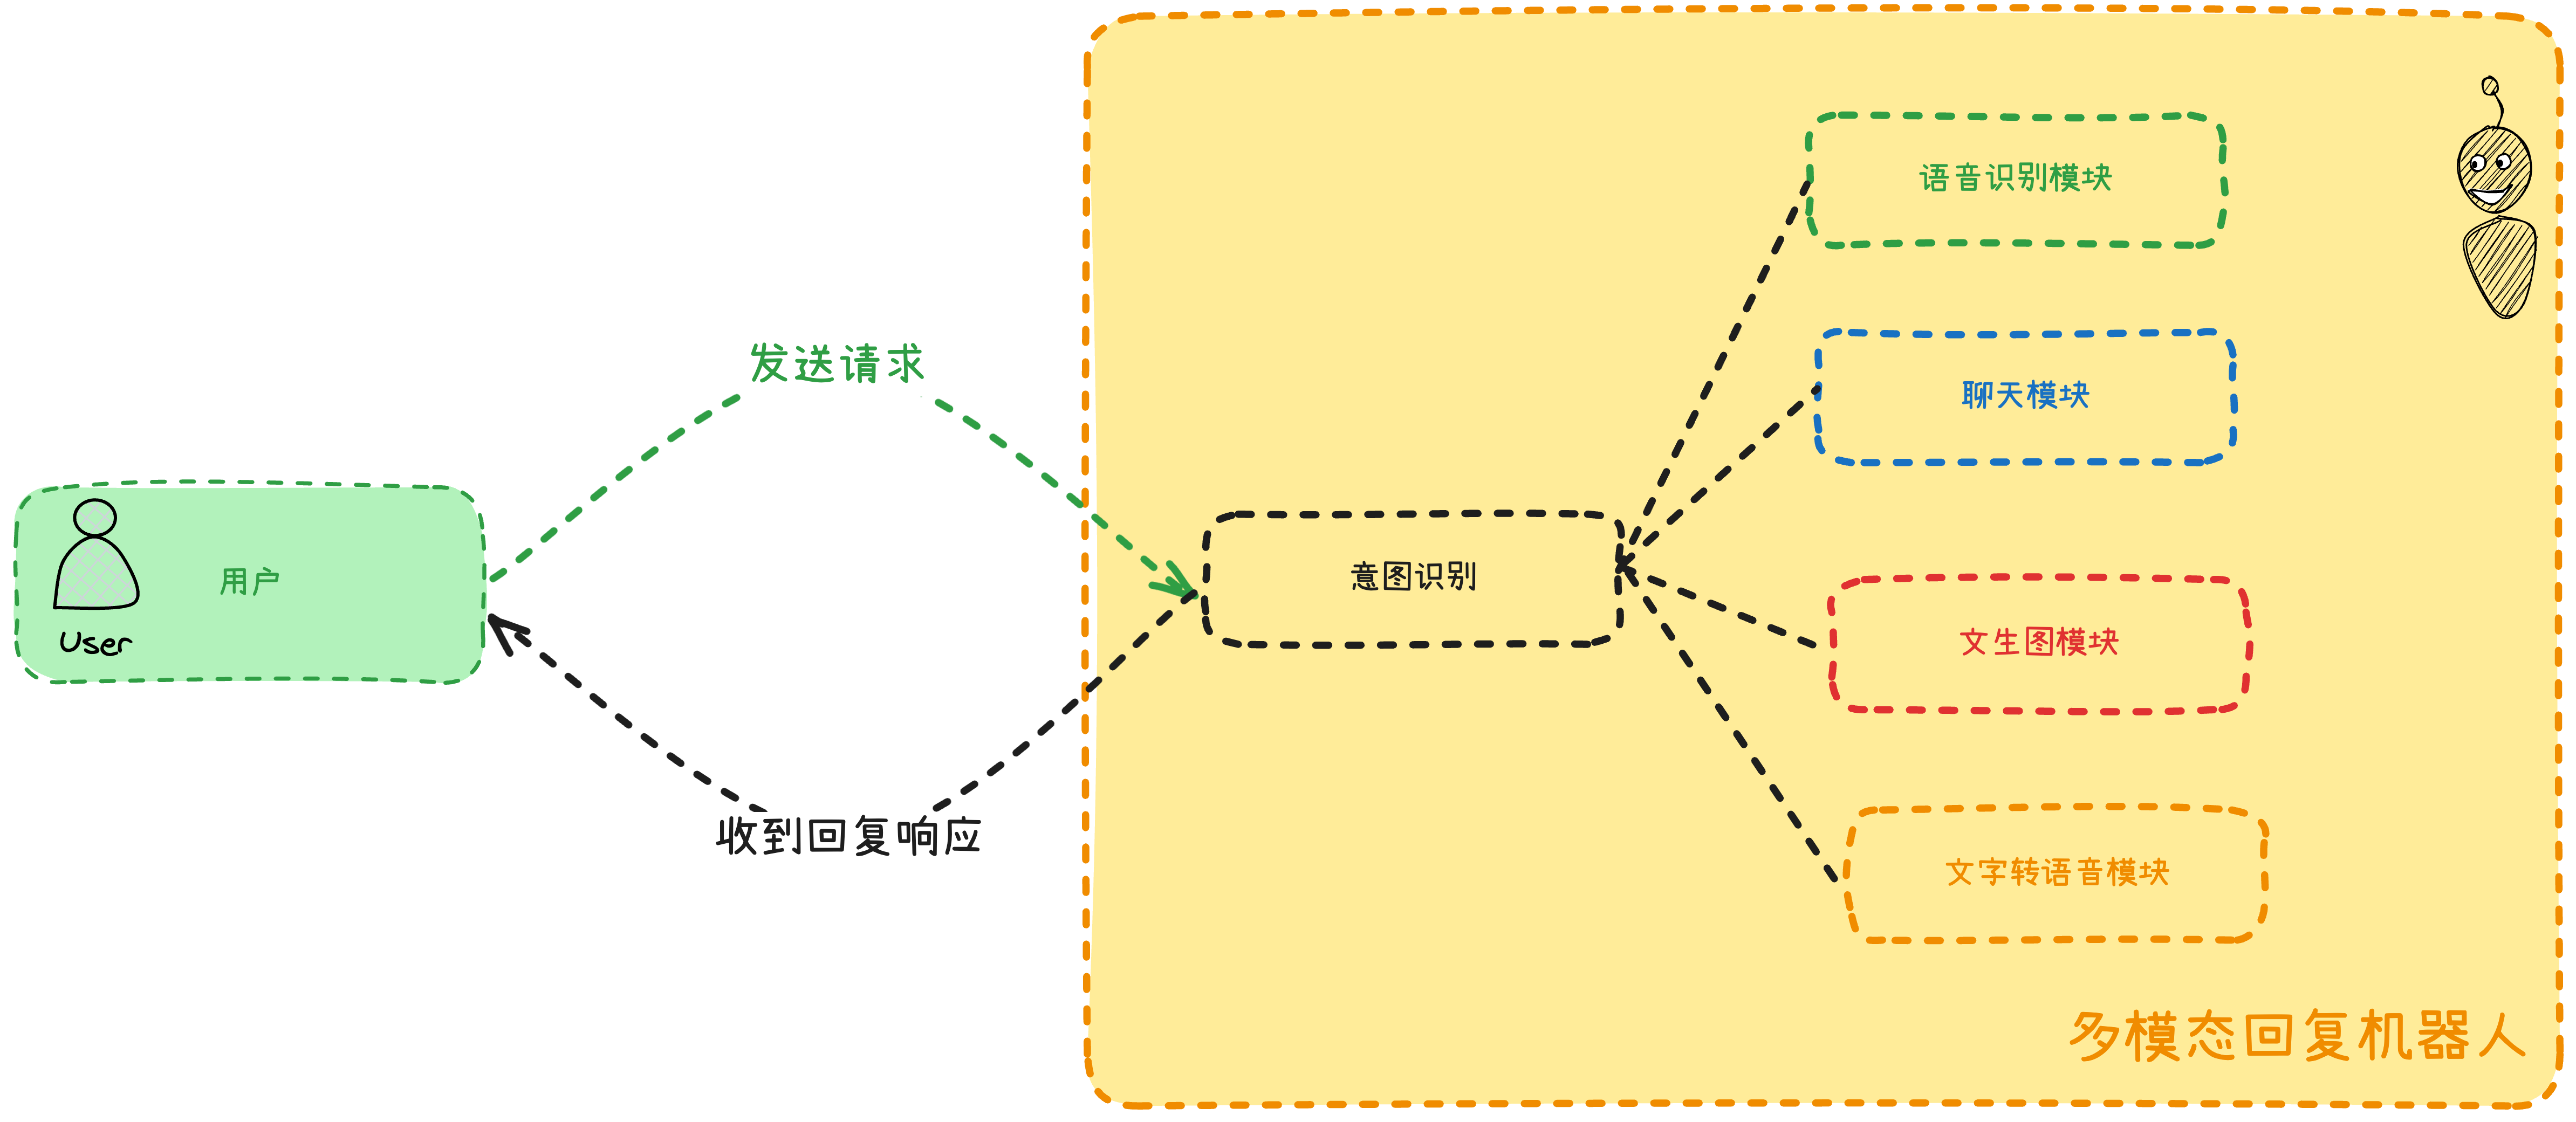 发送请求
用户
User
收到回复响应
意图识别
语音识别模块
聊天模块
文生图模块
文字转语音模块
多模态回复机器人